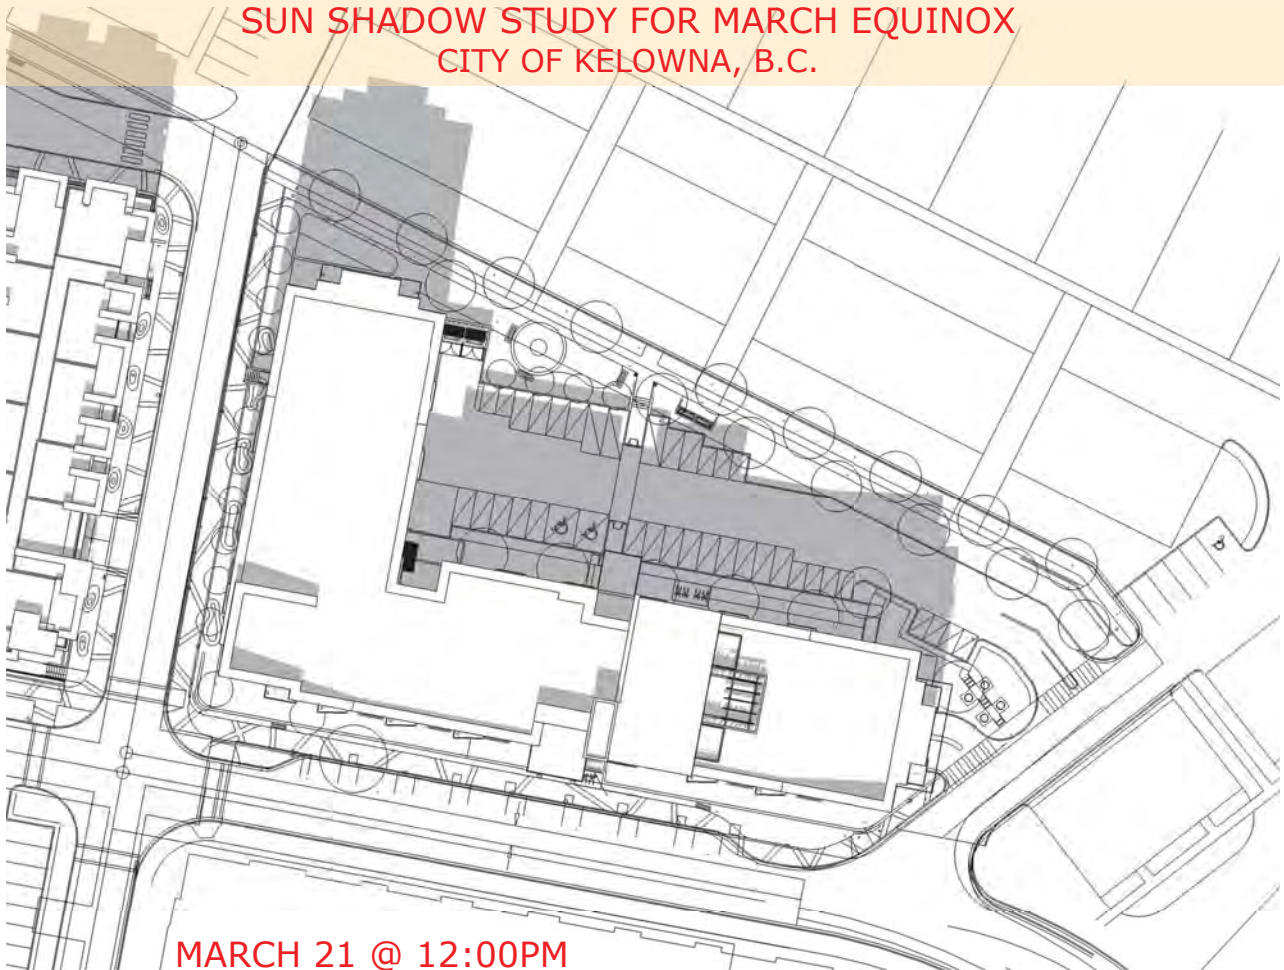 SUN SHADOW STUDY FOR MARCH EQUINOX
CITY OF KELOWNA, B.C.
MARCH 21 @ 12:00PM